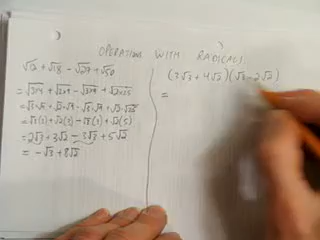 OPERATIONS WITH RADICALS
√12 + √18 - √27 + √50
= √3×4 + √2×9 - √3×9 + √2×25
= √3·√4 + √2·√9 - √3·√9 + √2·√25
= √3(2) + √2(3) - √3(3) + √2(5)
= 2√3 + 3√2 - 3√3 + 5√2
= -√3 + 8√2
(3√3 + 4√2)(√3 - 2√2)
=